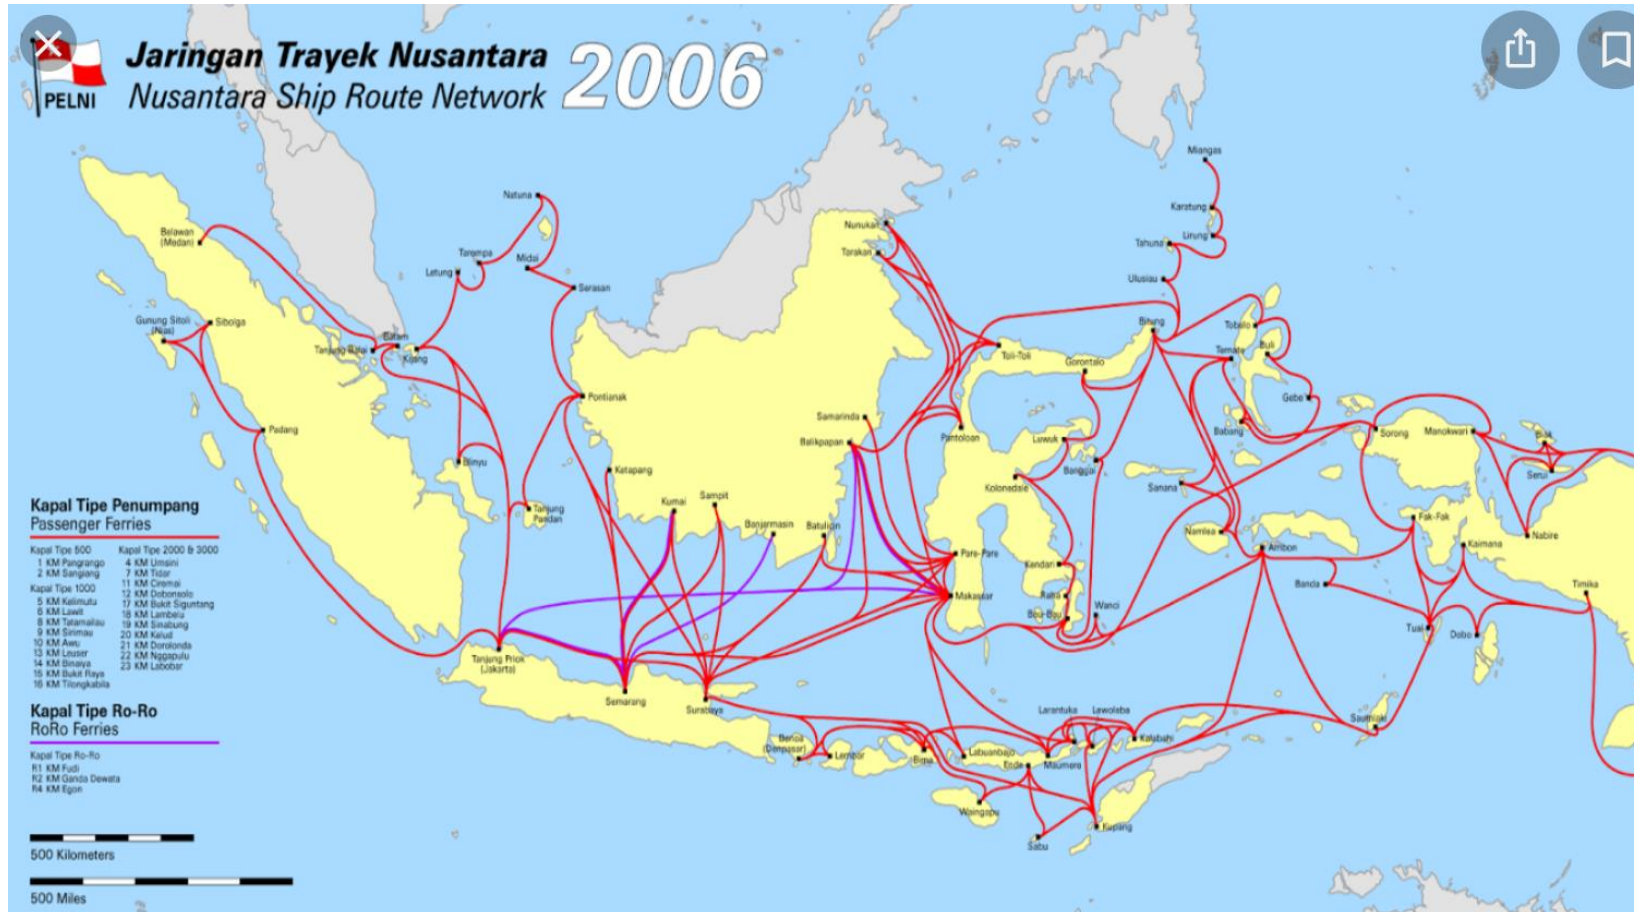 Jaringan Trayek Nusantara
Nusantara Ship Route Network
2006
PELNI
Miangas
Karatung
Lirung
Tahuna
Ulusiau
Natuna
Tarempa
Midai
Letung
Serasan
Nunukan
Tarakan
Belawan
(Medan)
Gunung Sitoli
(Nias)
Sibolga
Tanjung Balai
Batam
Kijang
Toli-Toli
Gorontalo
Bitung
Tobelo
Ternate
Buli
Gebe
Babang
Pontianak
Samarinda
Balikpapan
Pantoloan
Luwuk
Banggai
Kolonedale
Sanana
Sorong
Manokwari
Biak
Serui
Nabire
Padang
Blinyu
Ketapang
Tanjung
Pandan
Kumai
Sampit
Banjarmasin
Batulicin
Pare-Pare
Makassar
Kendari
Raha
Bau-Bau
Wanci
Namlea
Ambon
Banda
Fak-Fak
Kaimana
Timika
Tual
Dobo
Tanjung Priok
(Jakarta)
Semarang
Surabaya
Benoa
(Denpasar)
Lembar
Bima
Labuanbajo
Ende
Maumere
Larantuka
Lewoleba
Kalabahi
Saumlaki
Waingapu
Sabu
Kupang
Kapal Tipe Penumpang
Passenger Ferries
Kapal Tipe 500
1 KM Pangrango
2 KM Sangiang
Kapal Tipe 1000
5 KM Kelimutu
6 KM Lawit
8 KM Tatamailau
9 KM Sirimau
10 KM Awu
13 KM Leuser
14 KM Binaiya
15 KM Bukit Raya
16 KM Tilongkabila
Kapal Tipe 2000 & 3000
4 KM Umsini
7 KM Tidar
11 KM Ciremai
12 KM Dobonsolo
17 KM Bukit Siguntang
18 KM Lambelu
19 KM Sinabung
20 KM Kelud
21 KM Dorolonda
22 KM Nggapulu
23 KM Labobar
Kapal Tipe Ro-Ro
RoRo Ferries
Kapal Tipe Ro-Ro
R1 KM Fudi
R2 KM Ganda Dewata
R4 KM Egon
500 Kilometers
500 Miles